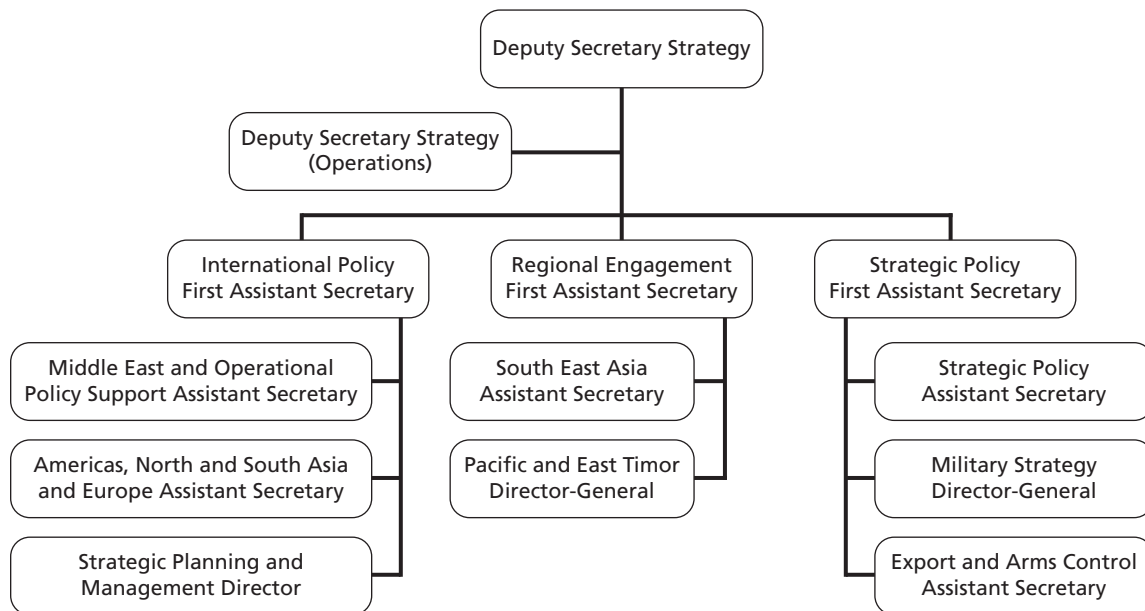 Deputy Secretary Strategy
Deputy Secretary Strategy
(Operations)
International Policy
First Assistant Secretary
Regional Engagement
First Assistant Secretary
Strategic Policy
First Assistant Secretary
Middle East and Operational
Policy Support Assistant Secretary
South East Asia
Assistant Secretary
Strategic Policy
Assistant Secretary
Americas, North and South Asia
and Europe Assistant Secretary
Pacific and East Timor
Director-General
Military Strategy
Director-General
Strategic Planning and
Management Director
Export and Arms Control
Assistant Secretary